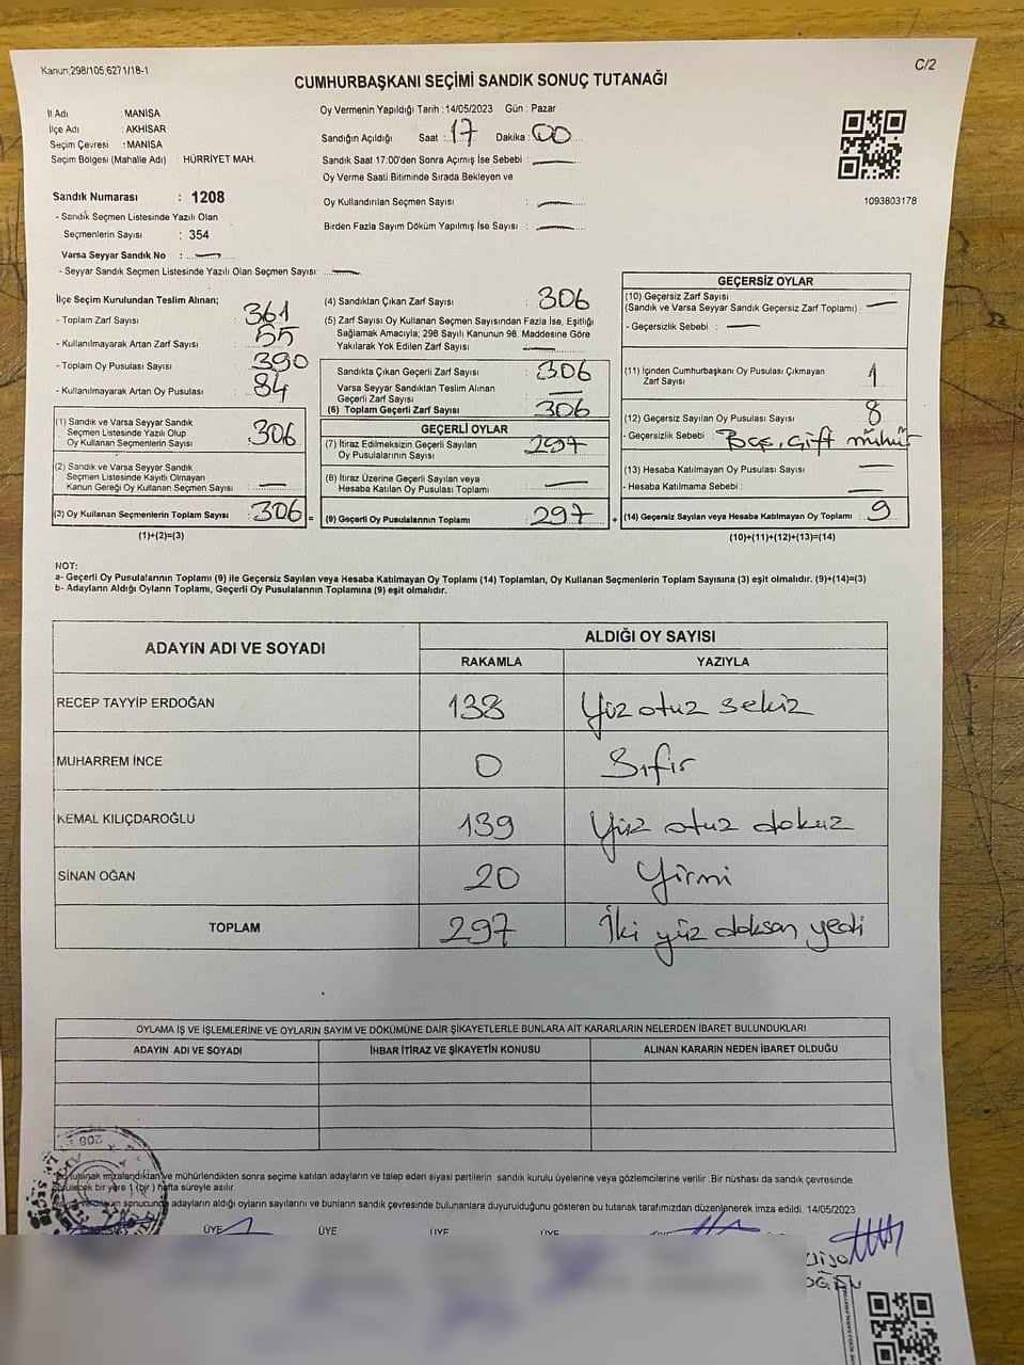 Kanun:298/105,6271/18-1
C/2
CUMHURBAŞKANI SEÇİMİ SANDIK SONUÇ TUTANAĞI
İl Adı : MANİSA
İlçe Adı : AKHİSAR
Seçim Çevresi : MANİSA
Seçim Bölgesi (Mahalle Adı) HÜRRİYET MAH.
Sandık Numarası : 1208
- Sandık Seçmen Listesinde Yazılı Olan
Seçmenlerin Sayısı : 354
Varsa Seyyar Sandık No : —
- Seyyar Sandık Seçmen Listesinde Yazılı Olan Seçmen Sayısı: —
Oy Vermenin Yapıldığı Tarih : 14/05/2023 Gün : Pazar
Sandığın Açıldığı Saat : 17 Dakika : 00
Sandık Saat 17:00'den Sonra Açılmış İse Sebebi : —
Oy Verme Saati Bitiminde Sırada Bekleyen ve
Oy Kullandırılan Seçmen Sayısı : —
Birden Fazla Sayım Döküm Yapılmış İse Sayısı : —
1093803178
İlçe Seçim Kurulundan Teslim Alınan;
- Toplam Zarf Sayısı : 361
- Kullanılmayarak Artan Zarf Sayısı : 55
- Toplam Oy Pusulası Sayısı : 390
- Kullanılmayarak Artan Oy Pusulası : 84
(1) Sandık ve Varsa Seyyar Sandık
Seçmen Listesinde Yazılı Olup
Oy Kullanan Seçmenlerin Sayısı : 306
(2) Sandık ve Varsa Seyyar Sandık
Seçmen Listesinde Kayıtlı Olmayan
Kanun Gereği Oy Kullanan Seçmen Sayısı : —
(3) Oy Kullanan Seçmenlerin Toplam Sayısı : 306 =
(1)+(2)=(3)
(4) Sandıktan Çıkan Zarf Sayısı : 306
(5) Zarf Sayısı Oy Kullanan Seçmen Sayısından Fazla İse, Eşitliği
Sağlamak Amacıyla; 298 Sayılı Kanunun 98. Maddesine Göre
Yakılarak Yok Edilen Zarf Sayısı : —
Sandıkta Çıkan Geçerli Zarf Sayısı : 306
Varsa Seyyar Sandıktan Teslim Alınan
Geçerli Zarf Sayısı : —
(6) Toplam Geçerli Zarf Sayısı : 306
GEÇERLİ OYLAR
(7) İtiraz Edilmeksizin Geçerli Sayılan
Oy Pusulalarının Sayısı : 297
(8) İtiraz Üzerine Geçerli Sayılan veya
Hesaba Katılan Oy Pusulası Toplamı : —
(9) Geçerli Oy Pusulalarının Toplamı : 297 +
GEÇERSİZ OYLAR
(10) Geçersiz Zarf Sayısı
(Sandık ve Varsa Seyyar Sandık Geçersiz Zarf Toplamı) : —
- Geçersizlik Sebebi : —
(11) İçinden Cumhurbaşkanı Oy Pusulası Çıkmayan
Zarf Sayısı : 1
(12) Geçersiz Sayılan Oy Pusulası Sayısı : 8
- Geçersizlik Sebebi : Boş, Çift mühür
(13) Hesaba Katılmayan Oy Pusulası Sayısı : —
- Hesaba Katılmama Sebebi : —
(14) Geçersiz Sayılan veya Hesaba Katılmayan Oy Toplamı : 9
(10)+(11)+(12)+(13)=(14)
NOT:
a- Geçerli Oy Pusulalarının Toplamı (9) ile Geçersiz Sayılan veya Hesaba Katılmayan Oy Toplamı (14) Toplamları, Oy Kullanan Seçmenlerin Toplam Sayısına (3) eşit olmalıdır. (9)+(14)=(3)
b- Adayların Aldığı Oyların Toplamı, Geçerli Oy Pusulalarının Toplamına (9) eşit olmalıdır.
ADAYIN ADI VE SOYADI ALDIĞI OY SAYISI
RAKAMLA YAZIYLA
RECEP TAYYİP ERDOĞAN 138 Yüz otuz sekiz
MUHARREM İNCE 0 Sıfır
KEMAL KILIÇDAROĞLU 139 Yüz otuz dokuz
SİNAN OĞAN 20 Yirmi
TOPLAM 297 İki yüz doksan yedi
OYLAMA İŞ VE İŞLEMLERİNE VE OYLARIN SAYIM VE DÖKÜMÜNE DAİR ŞİKAYETLERLE BUNLARA AİT KARARLARIN NELERDEN İBARET BULUNDUKLARI
ADAYIN ADI VE SOYADI İHBAR İTİRAZ VE ŞİKAYETİN KONUSU ALINAN KARARIN NEDEN İBARET OLDUĞU
imzalandıktan ve mühürlendikten sonra seçime katılan adayların ve talep eden siyasi partilerin sandık kurulu üyelerine veya gözlemcilerine verilir. Bir nüshası da sandık çevresinde
bir yere 1 (bir) hafta süreyle asılır.
sonucunda adayların aldığı oyların sayılarını ve bunların sandık çevresinde bulunanlara duyurulduğunu gösteren bu tutanak tarafımızdan düzenlenerek imza edildi. 14/05/2023
ÜYE ÜYE ÜYE ÜYE